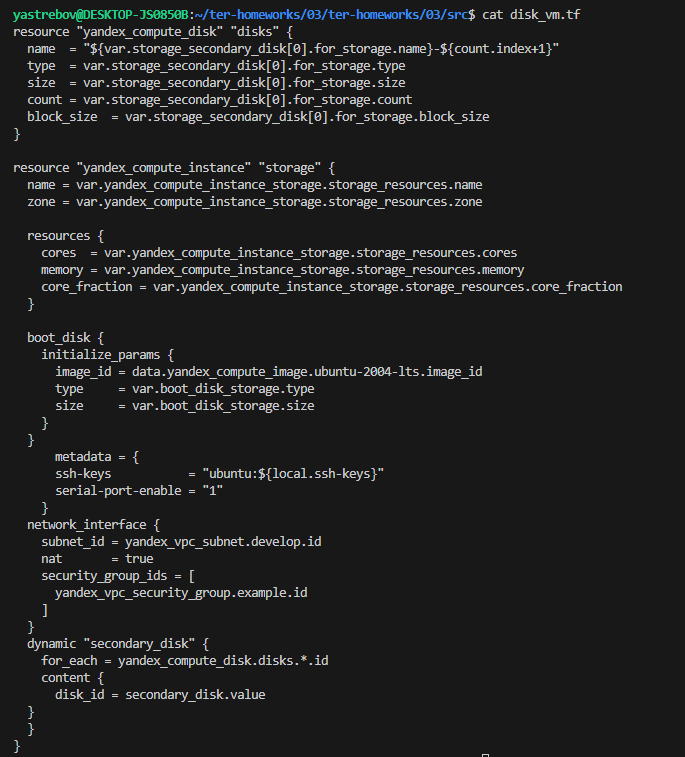 yastrebov@DESKTOP-JS0850B:~/ter-homeworks/03/ter-homeworks/03/src$ cat disk_vm.tf
resource "yandex_compute_disk" "disks" {
  name  = "${var.storage_secondary_disk[0].for_storage.name}-${count.index+1}"
  type  = var.storage_secondary_disk[0].for_storage.type
  size  = var.storage_secondary_disk[0].for_storage.size
  count = var.storage_secondary_disk[0].for_storage.count
  block_size  = var.storage_secondary_disk[0].for_storage.block_size
}

resource "yandex_compute_instance" "storage" {
  name = var.yandex_compute_instance_storage.storage_resources.name
  zone = var.yandex_compute_instance_storage.storage_resources.zone

  resources {
    cores  = var.yandex_compute_instance_storage.storage_resources.cores
    memory = var.yandex_compute_instance_storage.storage_resources.memory
    core_fraction = var.yandex_compute_instance_storage.storage_resources.core_fraction
  }

  boot_disk {
    initialize_params {
      image_id = data.yandex_compute_image.ubuntu-2004-lts.image_id
      type     = var.boot_disk_storage.type
      size     = var.boot_disk_storage.size
    }
  }
      metadata = {
      ssh-keys           = "ubuntu:${local.ssh-keys}"
      serial-port-enable = "1"
    }
  network_interface {
    subnet_id = yandex_vpc_subnet.develop.id
    nat       = true
    security_group_ids = [
      yandex_vpc_security_group.example.id
    ]
  }
  dynamic "secondary_disk" {
    for_each = yandex_compute_disk.disks.*.id
    content {
      disk_id = secondary_disk.value
  }
  }
}